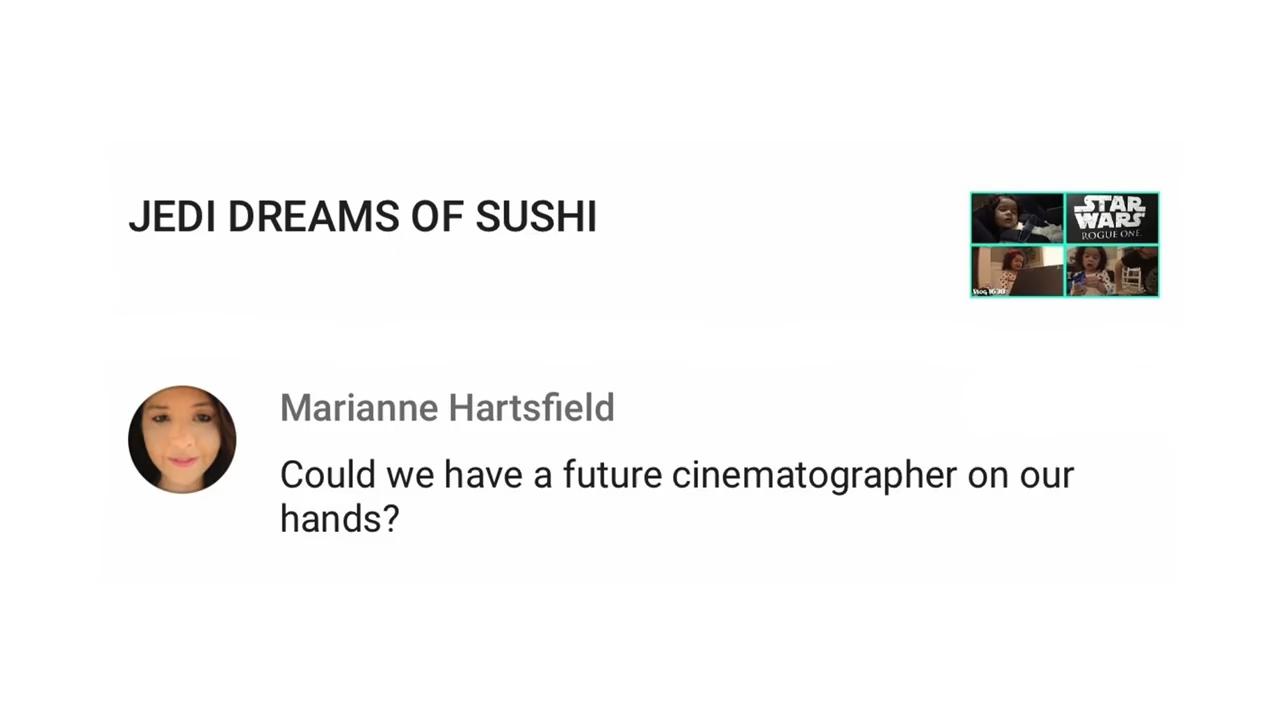 JEDI DREAMS OF SUSHI
STAR
WARS
ROGUE ONE
Marianne Hartsfield
Could we have a future cinematographer on our
hands?